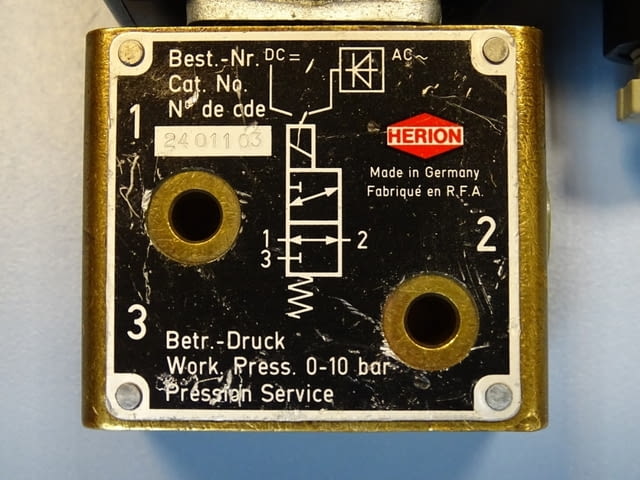 Best.-Nr. DC= AC~
Cat. No.
N° de cde
1
2401103
HERION
Made in Germany
Fabriqué en R.F.A.
1 2
3
2
3
Betr.-Druck
Work. Press. 0-10 bar
Pression Service